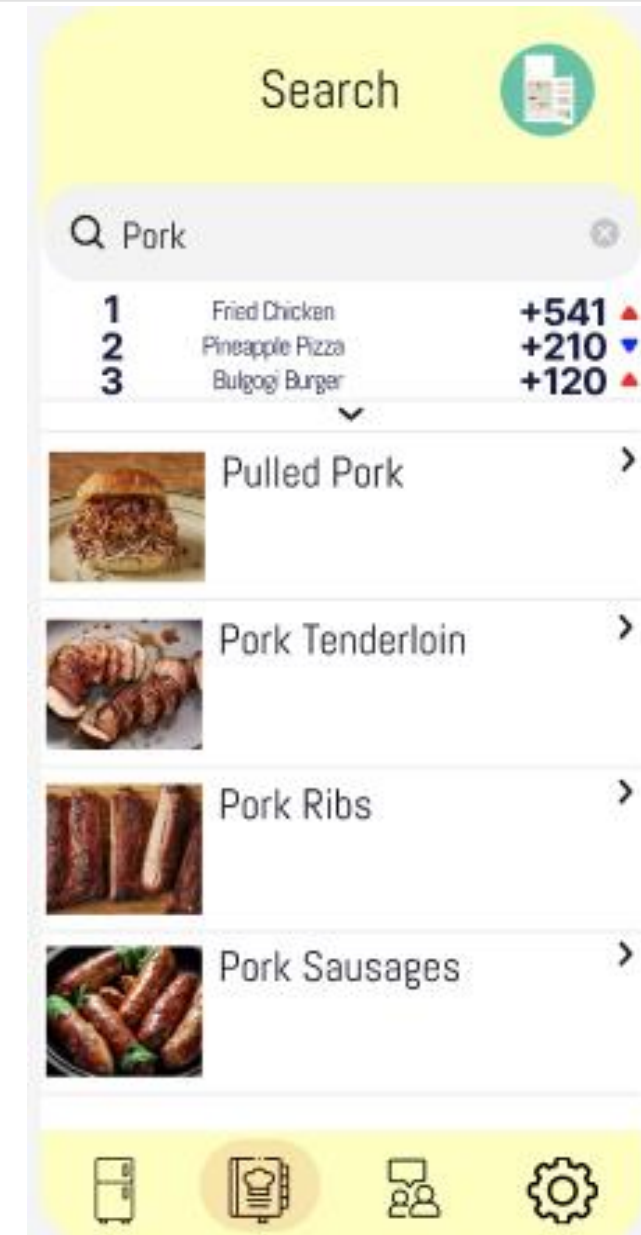 Search
Pork
1 Fried Chicken +541
2 Pineapple Pizza +210
3 Bulgogi Burger +120
Pulled Pork
Pork Tenderloin
Pork Ribs
Pork Sausages